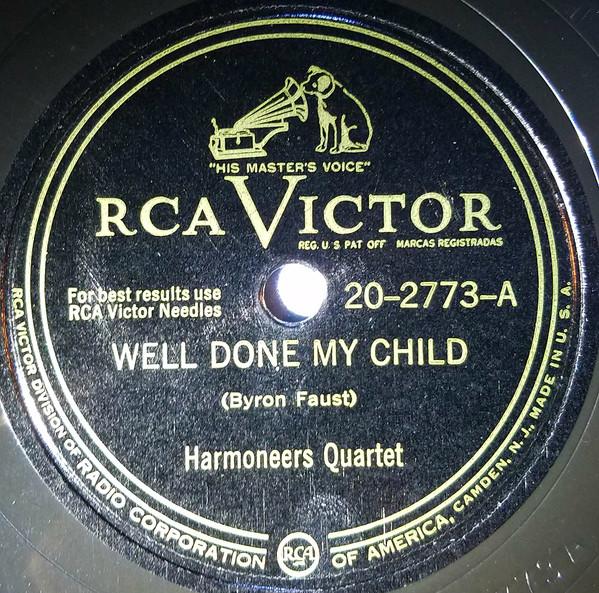 "HIS MASTER'S VOICE"
RCA VICTOR
REG. U. S. PAT OFF MARCAS REGISTRADAS
For best results use
RCA Victor Needles
20-2773-A
WELL DONE MY CHILD
(Byron Faust)
Harmoneers Quartet
RCA VICTOR DIVISION OF RADIO CORPORATION OF AMERICA, CAMDEN, N. J., MADE IN U. S. A.
RCA